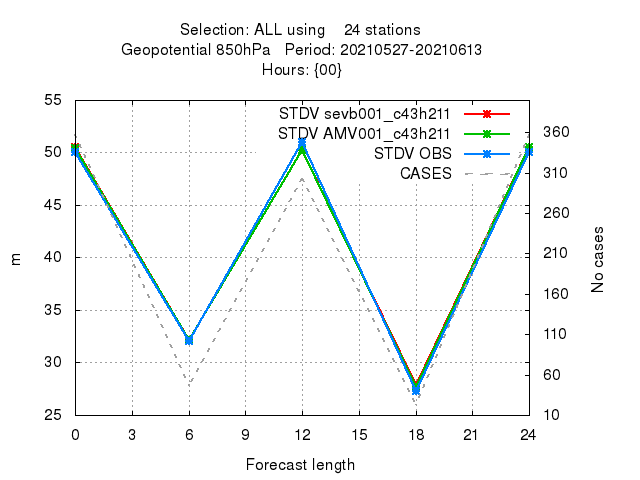 Selection: ALL using    24 stations
Geopotential 850hPa   Period: 20210527-20210613
Hours: {00}
STDV sevb001_c43h211
STDV AMV001_c43h211
STDV OBS
CASES
55
50
45
40
35
30
25
m
360
310
260
210
160
110
60
10
No cases
0 3 6 9 12 15 18 21 24
Forecast length